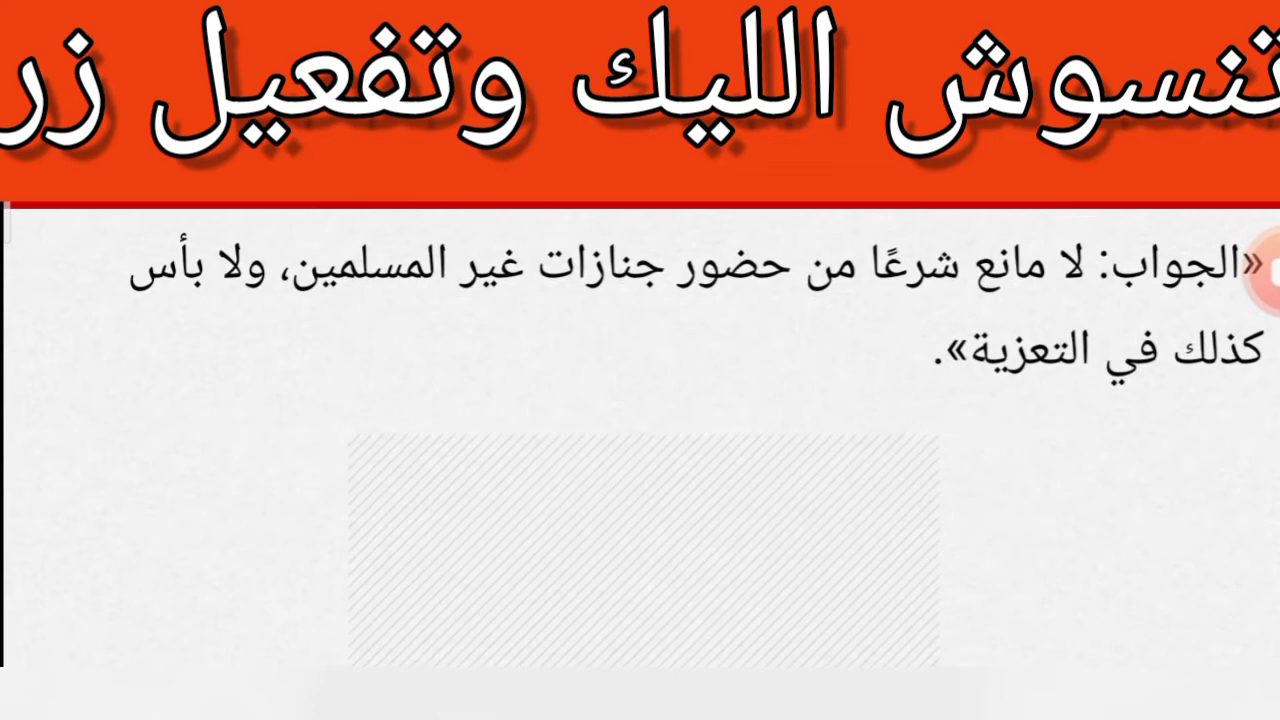 تنسوش الليك وتفعيل زر
«الجواب: لا مانع شرعًا من حضور جنازات غير المسلمين، ولا بأس
كذلك في التعزية».